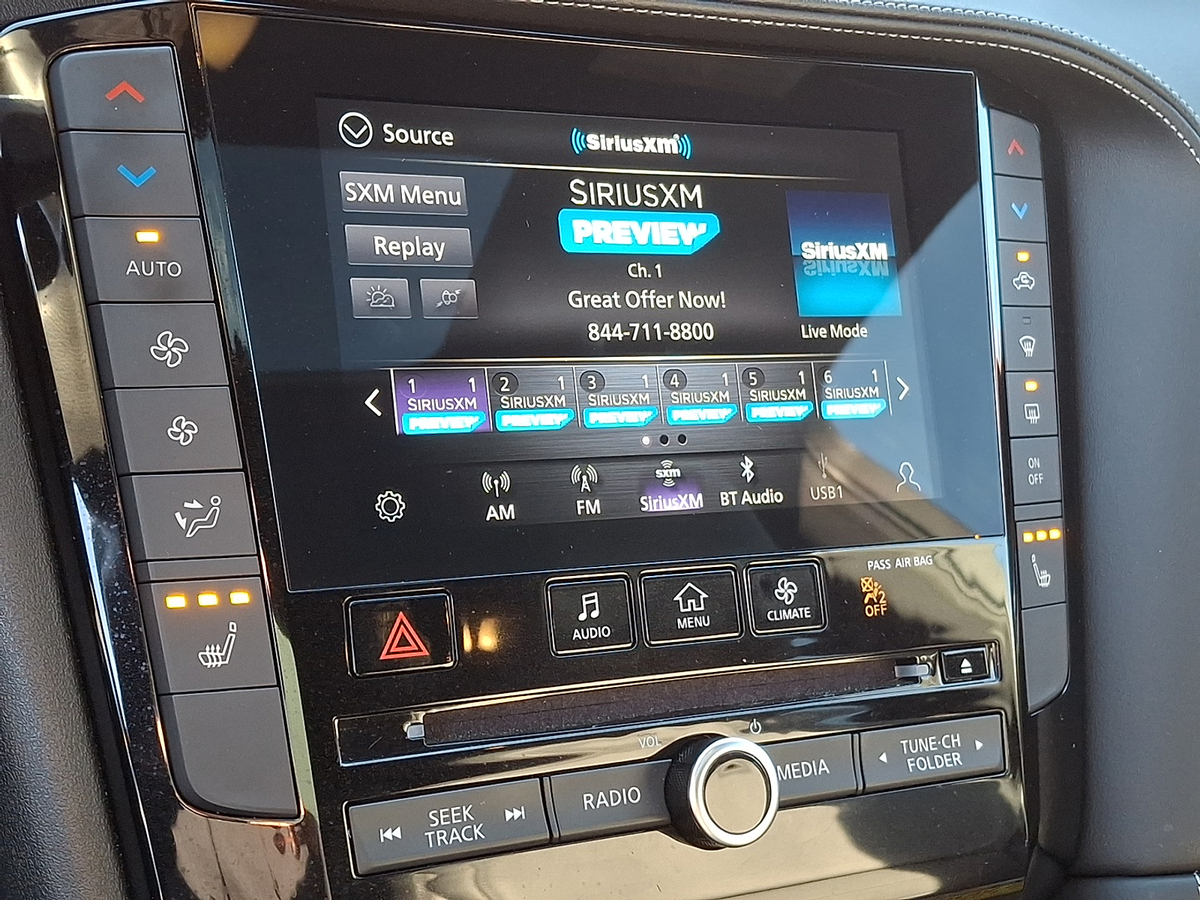 Source
SiriusXM
SXM Menu
SIRIUSXM
PREVIEW
Replay
SiriusXM
Ch. 1
Great Offer Now!
844-711-8800
Live Mode
AUTO
1 1 2 1 3 1 4 1 5 1 6 1
SIRIUSXM SIRIUSXM SIRIUSXM SIRIUSXM SIRIUSXM SIRIUSXM
PREVIEW PREVIEW PREVIEW PREVIEW PREVIEW PREVIEW
sxm
AM FM SiriusXM BT Audio USB1
ON
OFF
PASS AIR BAG
2
OFF
AUDIO
MENU
CLIMATE
VOL
SEEK
TRACK
RADIO
MEDIA
TUNE·CH
FOLDER